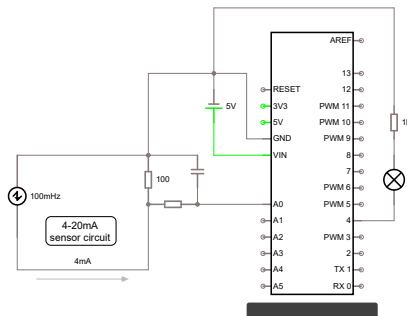 AREF
13
RESET
12
3V3
PWM 11
5V
5V
PWM 10
GND
PWM 9
VIN
8
7
100
PWM 6
100mHz
A0
PWM 5
4-20mA
sensor circuit
A1
4
A2
PWM 3
4mA
A3
2
A4
TX 1
A5
RX 0